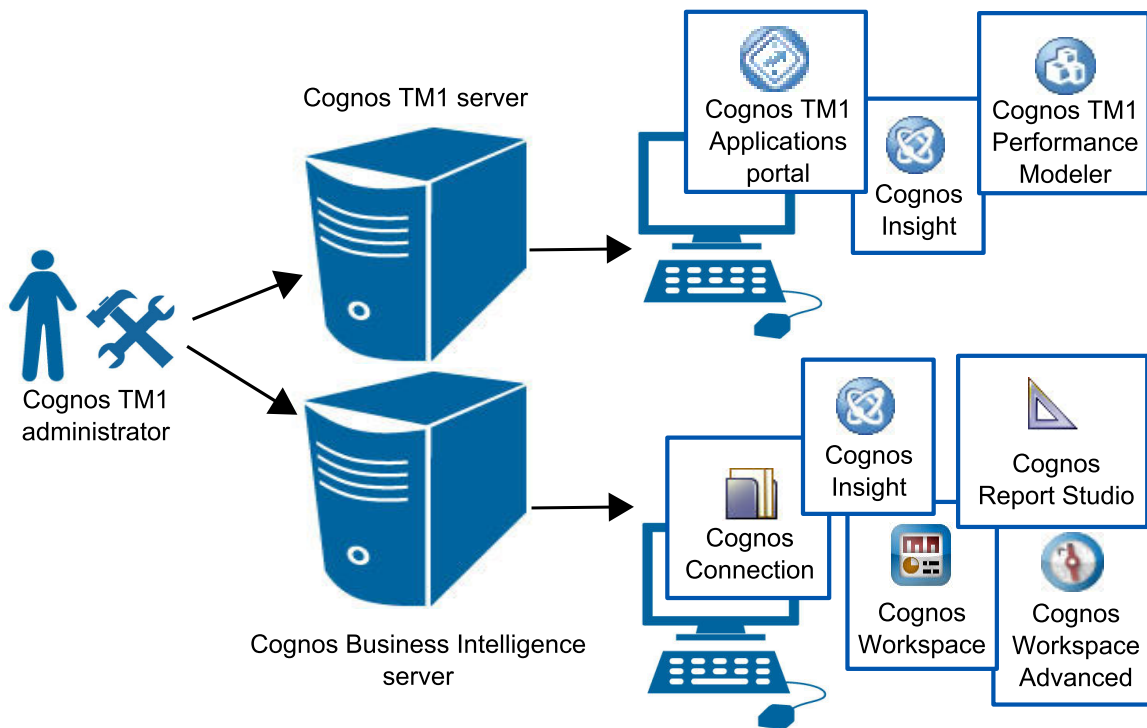 Cognos TM1 server
Cognos TM1
Applications
portal
Cognos
Insight
Cognos TM1
Performance
Modeler
Cognos TM1
administrator
Cognos Business Intelligence
server
Cognos
Connection
Cognos
Insight
Cognos
Report Studio
Cognos
Workspace
Cognos
Workspace
Advanced